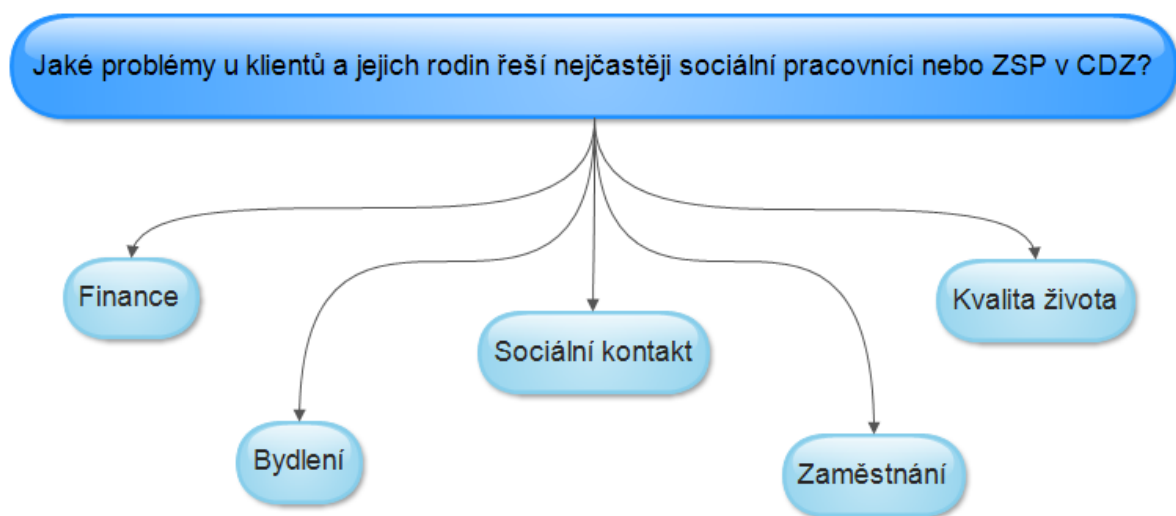 Jaké problémy u klientů a jejich rodin řeší nejčastěji sociální pracovníci nebo ZSP v CDZ?
Finance
Kvalita života
Sociální kontakt
Bydlení
Zaměstnání